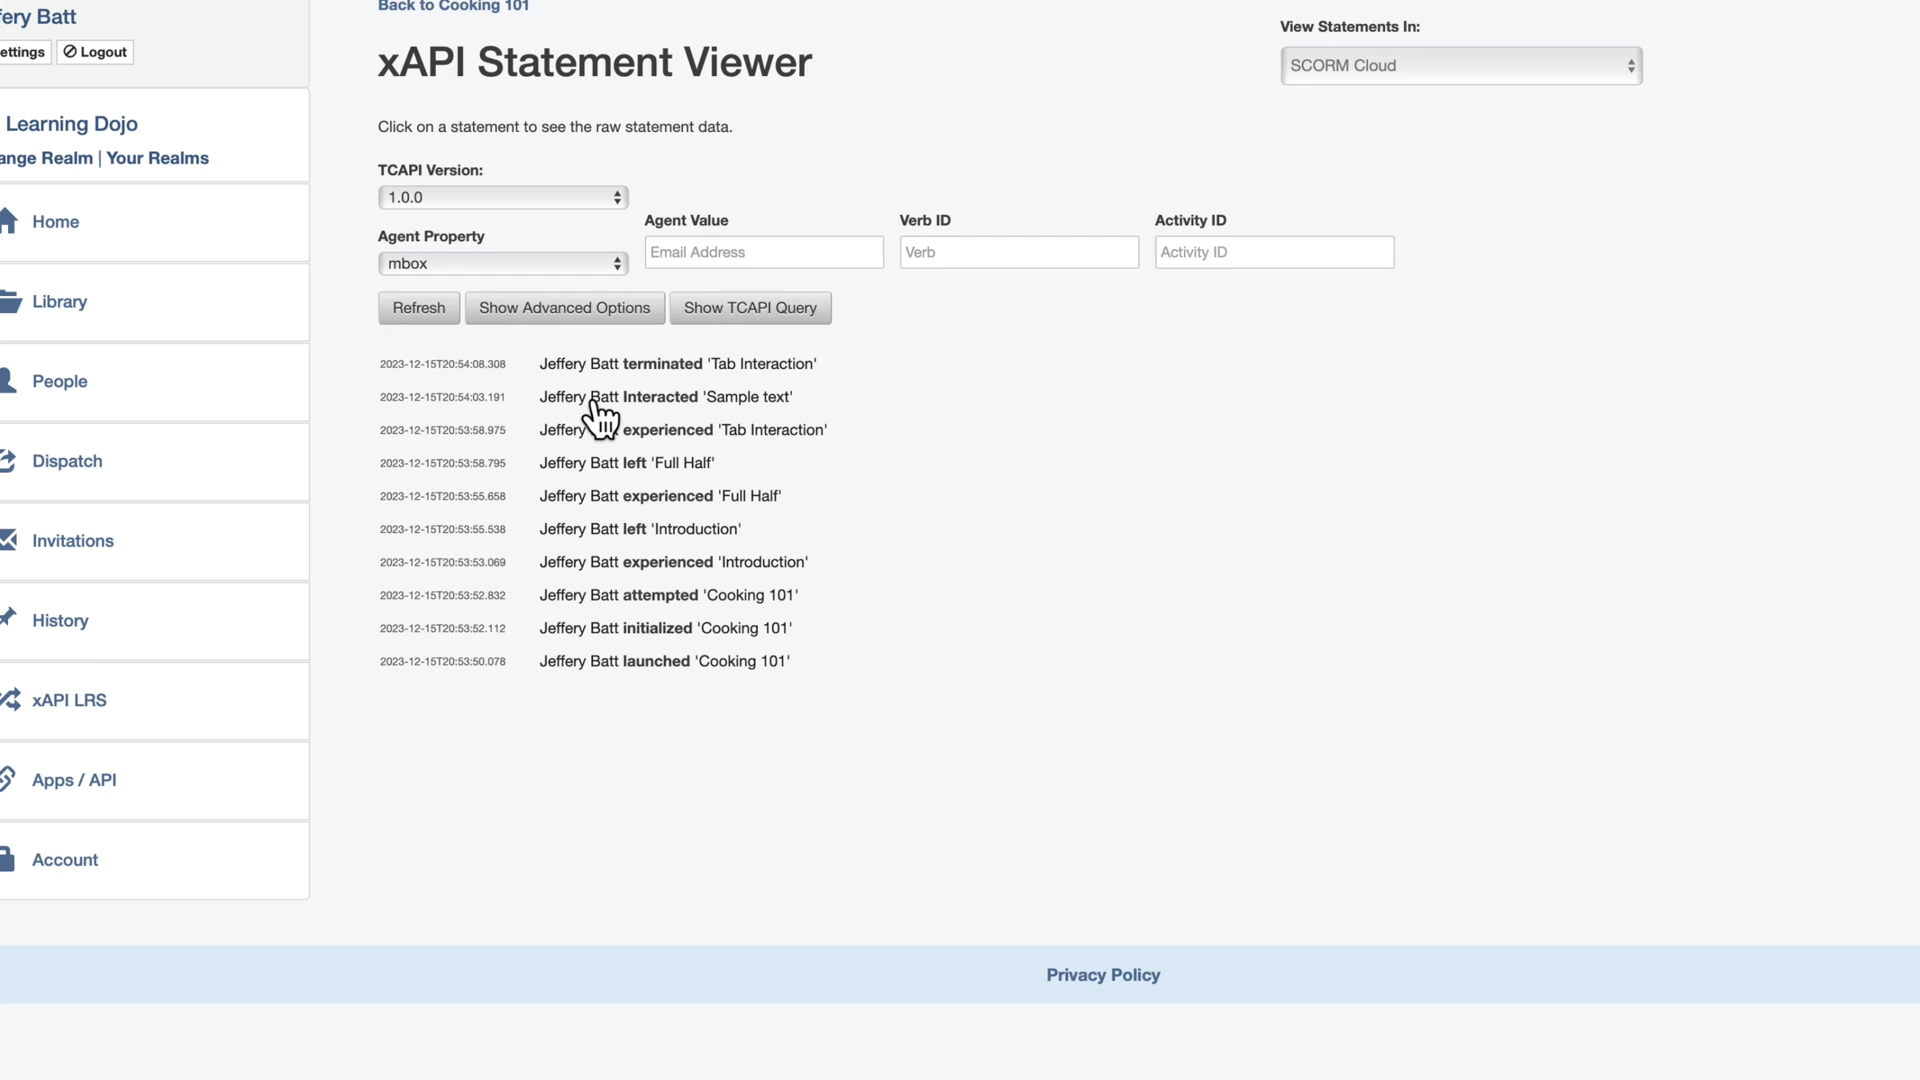 Back to Cooking 101
fery Batt
View Statements In:
ettings
Logout
xAPI Statement Viewer
SCORM Cloud
Learning Dojo
Click on a statement to see the raw statement data.
ange Realm | Your Realms
TCAPI Version:
1.0.0
Agent Value
Verb ID
Activity ID
Home
Agent Property
Email Address
Verb
Activity ID
mbox
Library
Refresh
Show Advanced Options
Show TCAPI Query
2023-12-15T20:54:08.308 Jeffery Batt terminated 'Tab Interaction'
People
2023-12-15T20:54:03.191 Jeffery Batt Interacted 'Sample text'
2023-12-15T20:53:58.975 Jeffery experienced 'Tab Interaction'
Dispatch
2023-12-15T20:53:58.795 Jeffery Batt left 'Full Half'
2023-12-15T20:53:55.658 Jeffery Batt experienced 'Full Half'
2023-12-15T20:53:55.538 Jeffery Batt left 'Introduction'
Invitations
2023-12-15T20:53:53.069 Jeffery Batt experienced 'Introduction'
2023-12-15T20:53:52.832 Jeffery Batt attempted 'Cooking 101'
History
2023-12-15T20:53:52.112 Jeffery Batt initialized 'Cooking 101'
2023-12-15T20:53:50.078 Jeffery Batt launched 'Cooking 101'
xAPI LRS
Apps / API
Account
Privacy Policy